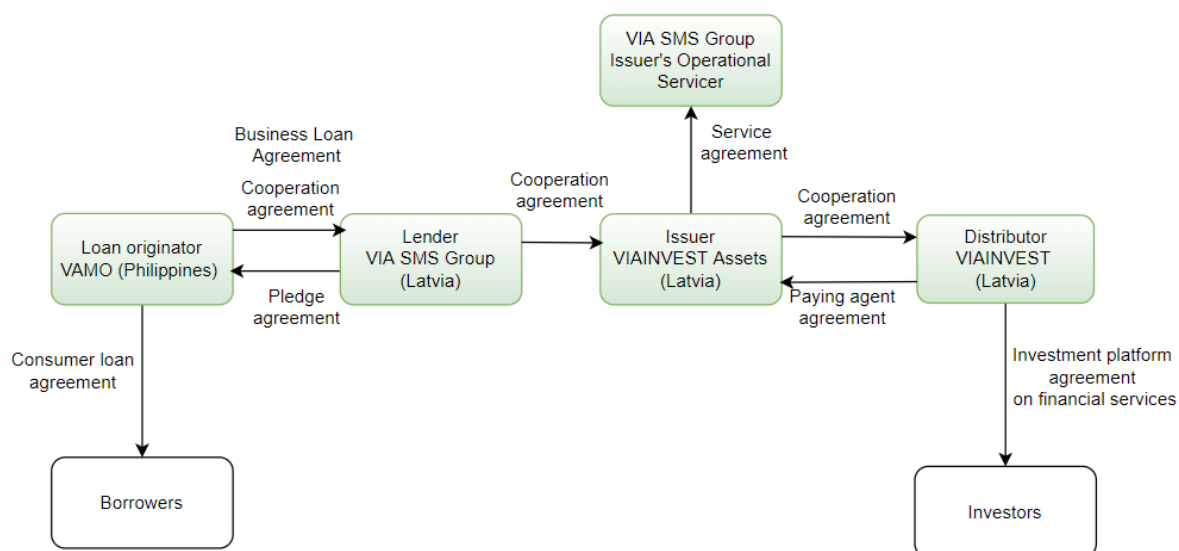 VIA SMS Group
Issuer's Operational
Servicer
Business Loan
Agreement
Cooperation
agreement
Service
agreement
Cooperation
agreement
Cooperation
agreement
Loan originator
VAMO (Philippines)
Lender
VIA SMS Group
(Latvia)
Issuer
VIAINVEST Assets
(Latvia)
Distributor
VIAINVEST
(Latvia)
Pledge
agreement
Paying agent
agreement
Consumer loan
agreement
Investment platform
agreement
on financial services
Borrowers
Investors